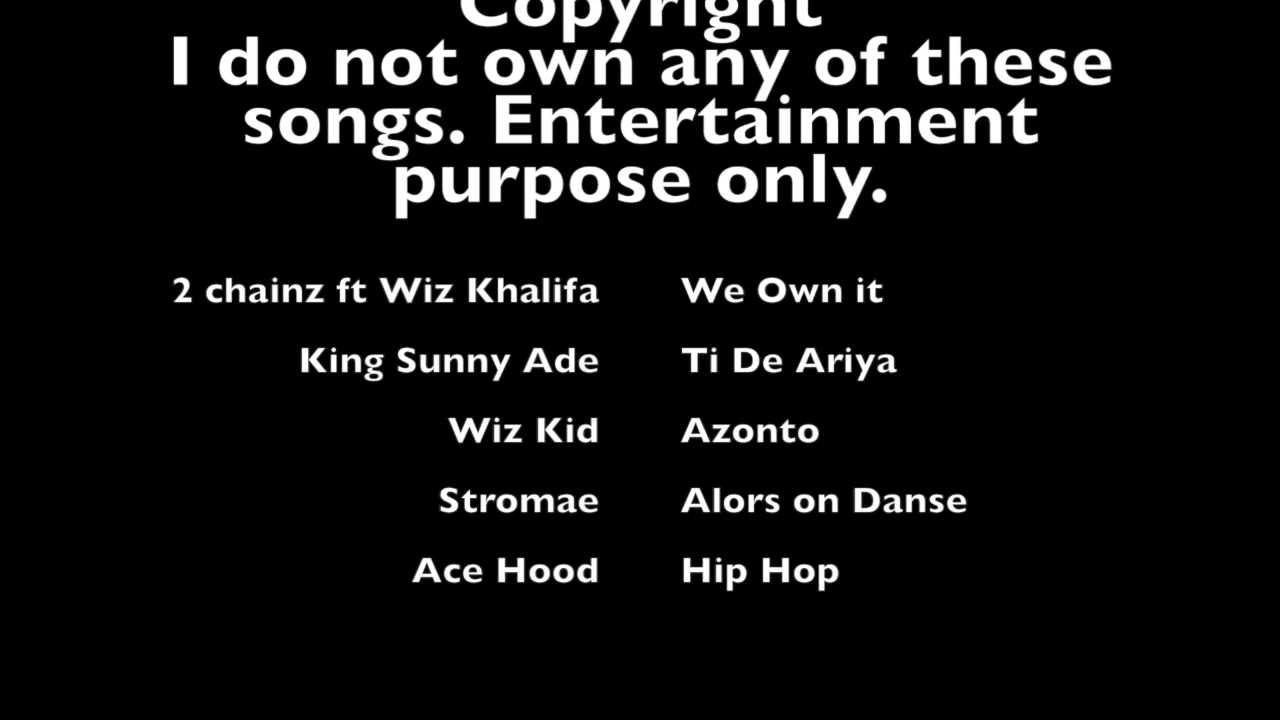 Copyright
I do not own any of these
songs. Entertainment
purpose only.
2 chainz ft Wiz Khalifa We Own it
King Sunny Ade Ti De Ariya
Wiz Kid Azonto
Stromae Alors on Danse
Ace Hood Hip Hop